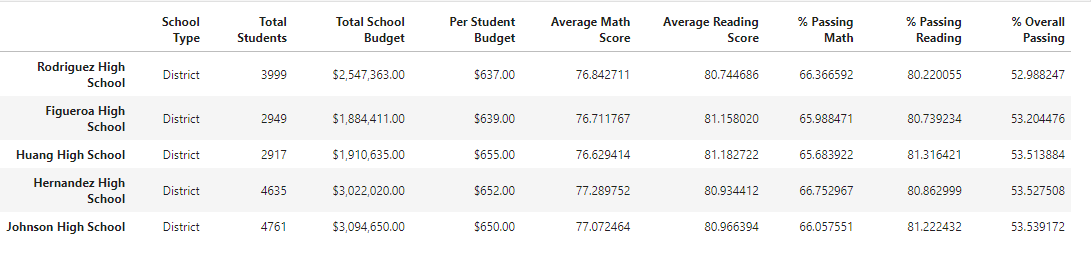 School Type Total Students Total School Budget Per Student Budget Average Math Score Average Reading Score % Passing Math % Passing Reading % Overall Passing
Rodriguez High School District 3999 $2,547,363.00 $637.00 76.842711 80.744686 66.366592 80.220055 52.988247
Figueroa High School District 2949 $1,884,411.00 $639.00 76.711767 81.158020 65.988471 80.739234 53.204476
Huang High School District 2917 $1,910,635.00 $655.00 76.629414 81.182722 65.683922 81.316421 53.513884
Hernandez High School District 4635 $3,022,020.00 $652.00 77.289752 80.934412 66.752967 80.862999 53.527508
Johnson High School District 4761 $3,094,650.00 $650.00 77.072464 80.966394 66.057551 81.222432 53.539172